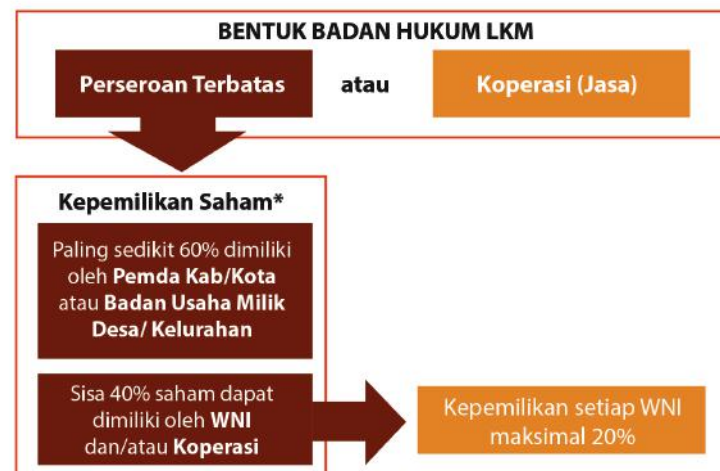 BENTUK BADAN HUKUM LKM
Perseroan Terbatas
atau
Koperasi (Jasa)
Kepemilikan Saham*
Paling sedikit 60% dimiliki
oleh Pemda Kab/Kota
atau Badan Usaha Milik
Desa/ Kelurahan
Sisa 40% saham dapat
dimiliki oleh WNI
dan/atau Koperasi
Kepemilikan setiap WNI
maksimal 20%